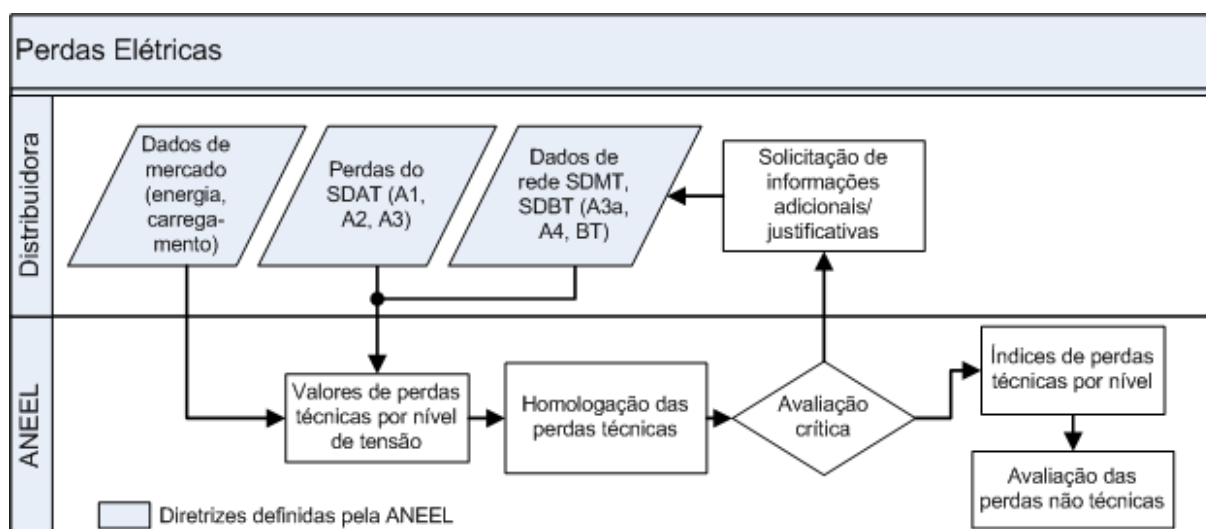 Perdas Elétricas
Distribuidora
Dados de
mercado
(energia,
carrega-
mento)
Perdas do
SDAT (A1,
A2, A3)
Dados de
rede SDMT,
SDBT (A3a,
A4, BT)
Solicitação de
informações
adicionais/
justificativas
ANEEL
Valores de perdas
técnicas por nível
de tensão
Homologação das
perdas técnicas
Avaliação
crítica
Índices de perdas
técnicas por nível
Avaliação das
perdas não técnicas
Diretrizes definidas pela ANEEL